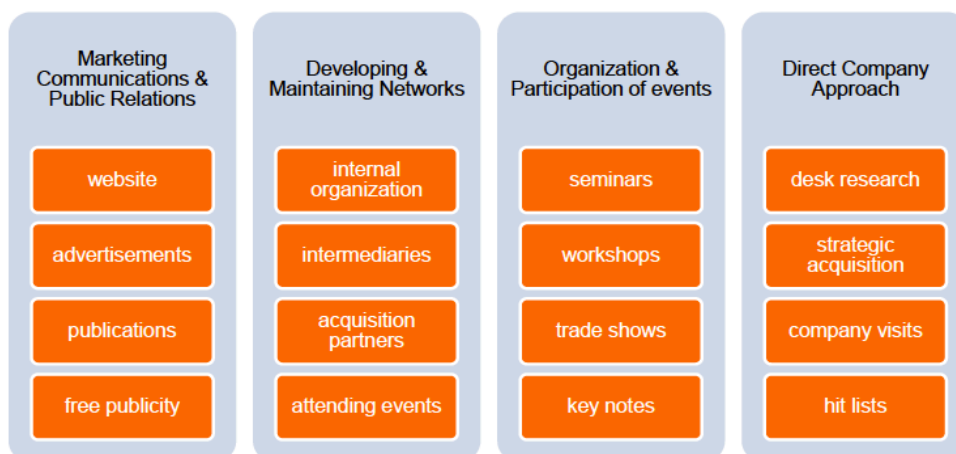 Marketing
Communications &
Public Relations
website
advertisements
publications
free publicity
Developing &
Maintaining Networks
internal
organization
intermediaries
acquisition
partners
attending events
Organization &
Participation of events
seminars
workshops
trade shows
key notes
Direct Company
Approach
desk research
strategic
acquisition
company visits
hit lists